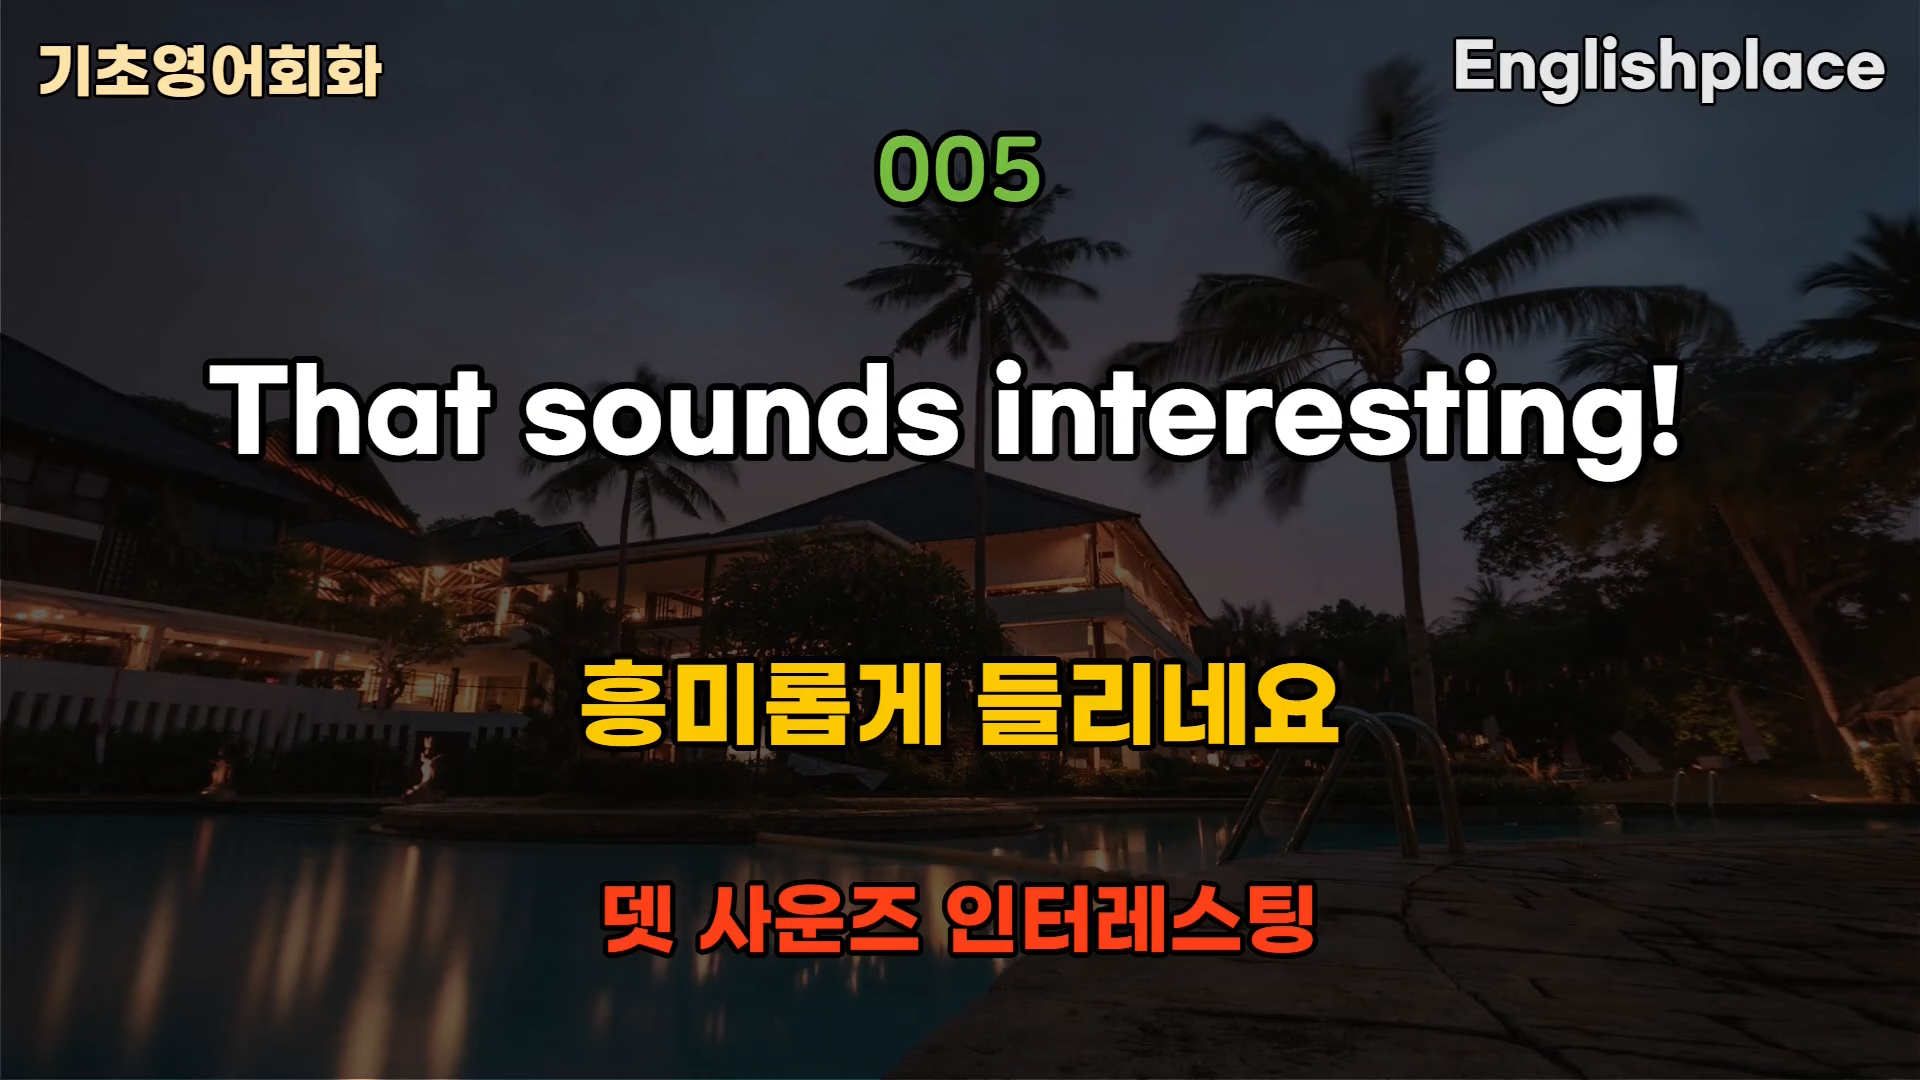 기초영어회화
Englishplace
005
That sounds interesting!
흥미롭게 들리네요
뎃 사운즈 인터레스팅